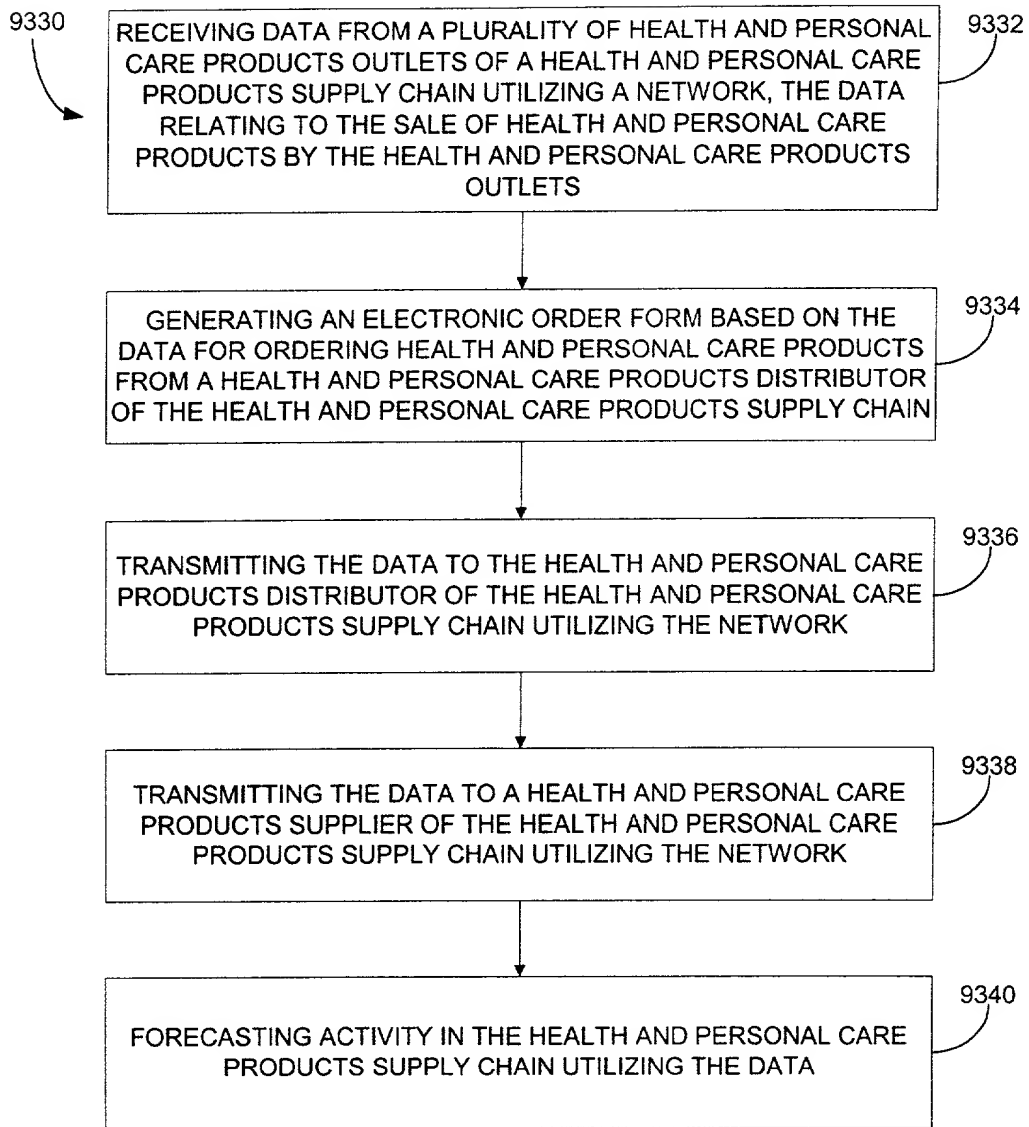 9330
RECEIVING DATA FROM A PLURALITY OF HEALTH AND PERSONAL
CARE PRODUCTS OUTLETS OF A HEALTH AND PERSONAL CARE
PRODUCTS SUPPLY CHAIN UTILIZING A NETWORK, THE DATA
RELATING TO THE SALE OF HEALTH AND PERSONAL CARE
PRODUCTS BY THE HEALTH AND PERSONAL CARE PRODUCTS
OUTLETS
9332
GENERATING AN ELECTRONIC ORDER FORM BASED ON THE
DATA FOR ORDERING HEALTH AND PERSONAL CARE PRODUCTS
FROM A HEALTH AND PERSONAL CARE PRODUCTS DISTRIBUTOR
OF THE HEALTH AND PERSONAL CARE PRODUCTS SUPPLY CHAIN
9334
TRANSMITTING THE DATA TO THE HEALTH AND PERSONAL CARE
PRODUCTS DISTRIBUTOR OF THE HEALTH AND PERSONAL CARE
PRODUCTS SUPPLY CHAIN UTILIZING THE NETWORK
9336
TRANSMITTING THE DATA TO A HEALTH AND PERSONAL CARE
PRODUCTS SUPPLIER OF THE HEALTH AND PERSONAL CARE
PRODUCTS SUPPLY CHAIN UTILIZING THE NETWORK
9338
FORECASTING ACTIVITY IN THE HEALTH AND PERSONAL CARE
PRODUCTS SUPPLY CHAIN UTILIZING THE DATA
9340